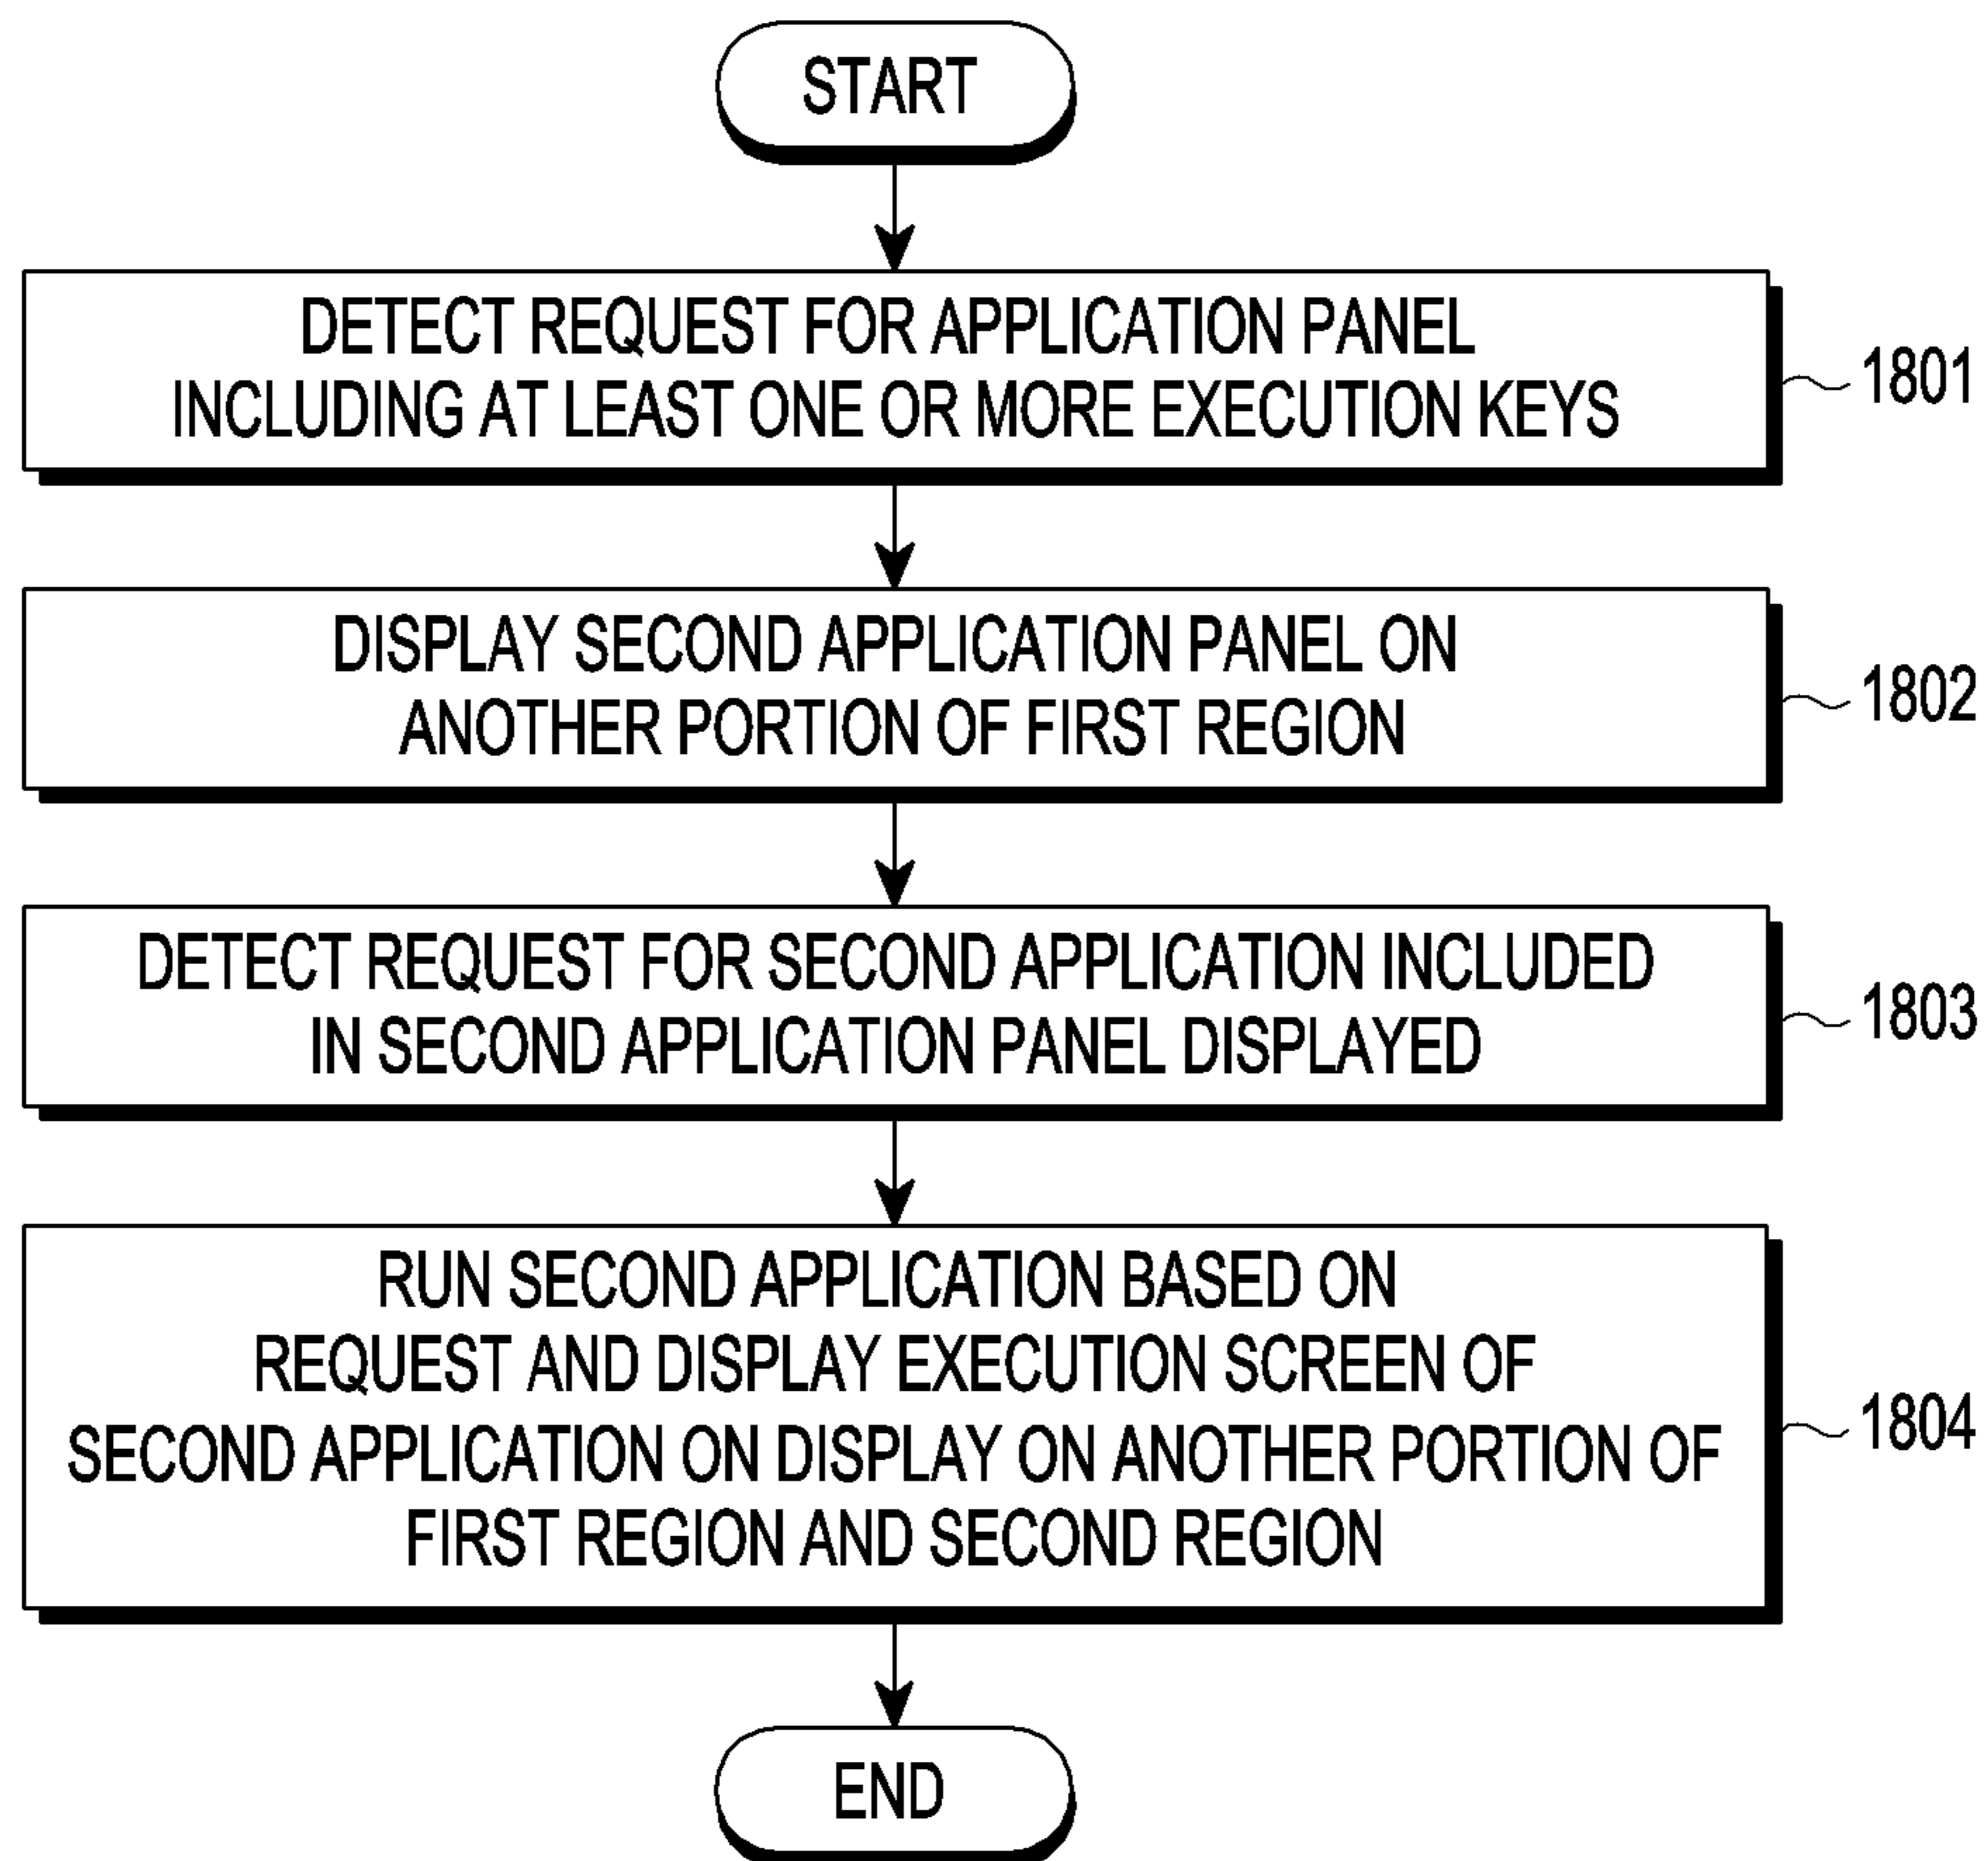 START
DETECT REQUEST FOR APPLICATION PANEL
INCLUDING AT LEAST ONE OR MORE EXECUTION KEYS
1801
DISPLAY SECOND APPLICATION PANEL ON
ANOTHER PORTION OF FIRST REGION
1802
DETECT REQUEST FOR SECOND APPLICATION INCLUDED
IN SECOND APPLICATION PANEL DISPLAYED
1803
RUN SECOND APPLICATION BASED ON
REQUEST AND DISPLAY EXECUTION SCREEN OF
SECOND APPLICATION ON DISPLAY ON ANOTHER PORTION OF
FIRST REGION AND SECOND REGION
1804
END